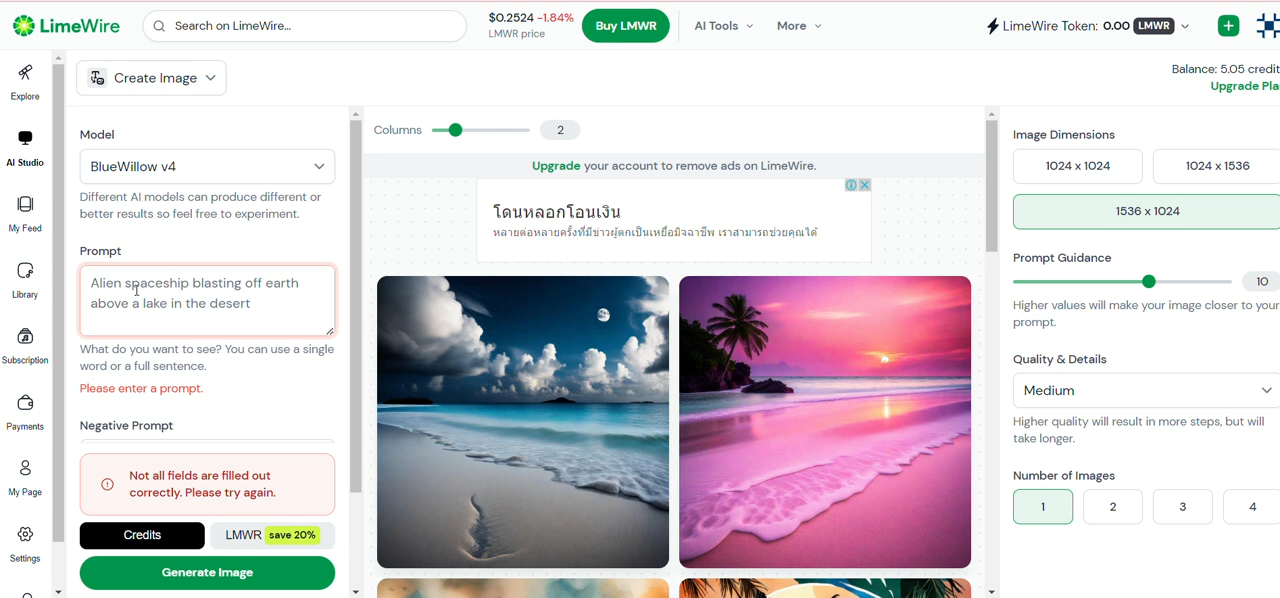 LimeWire
Search on LimeWire...
$0.2524 -1.84%
LMWR price
Buy LMWR
AI Tools
More
LimeWire Token: 0.00 LMWR
Explore
AI Studio
My Feed
Library
Subscription
Payments
My Page
Settings
Create Image
Balance: 5.05 credit
Upgrade Pla
Model
BlueWillow v4
Different AI models can produce different or
better results so feel free to experiment.
Prompt
Alien spaceship blasting off earth
above a lake in the desert
What do you want to see? You can use a single
word or a full sentence.
Please enter a prompt.
Negative Prompt
Not all fields are filled out
correctly. Please try again.
Credits
LMWR save 20%
Generate Image
Columns
2
Upgrade your account to remove ads on LimeWire.
โดนหลอกโอนเงิน
หลายต่อหลายครั้งที่มีข่าวผู้ตกเป็นเหยื่อมิจฉาชีพ เราสามารถช่วยคุณได้
Image Dimensions
1024 x 1024
1024 x 1536
1536 x 1024
Prompt Guidance
10
Higher values will make your image closer to your
prompt.
Quality & Details
Medium
Higher quality will result in more steps, but will
take longer.
Number of Images
1
2
3
4